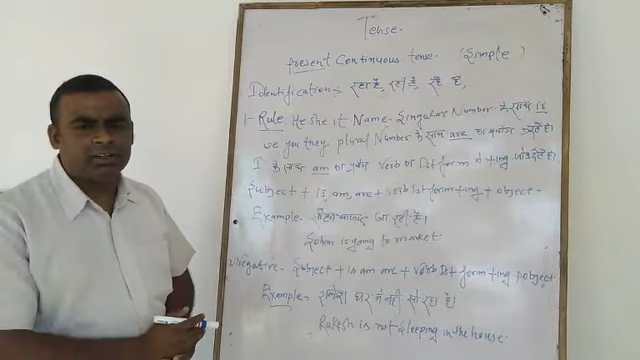 Tense-
present Continuous tense (Simple)
Identification:- रहा है, रही है, रहे है,
1- Rule. He she it Name- Singular Number के साथ is
we you they plural Number के साथ are का प्रयोग करते है।
I के साथ am का प्रयोग verb की Ist form में + ing जोड़ देते है।
Subject + is, am, are + verb Ist form + ing + object-
Example. सोहन बाजार जा रहा है।
Sohan is going to market-
2. Negative- Subject + is am are + verb Ist form + ing + object
Example- राकेश घर में नहीं सो रहा है।
Rakesh is not sleeping in the house-